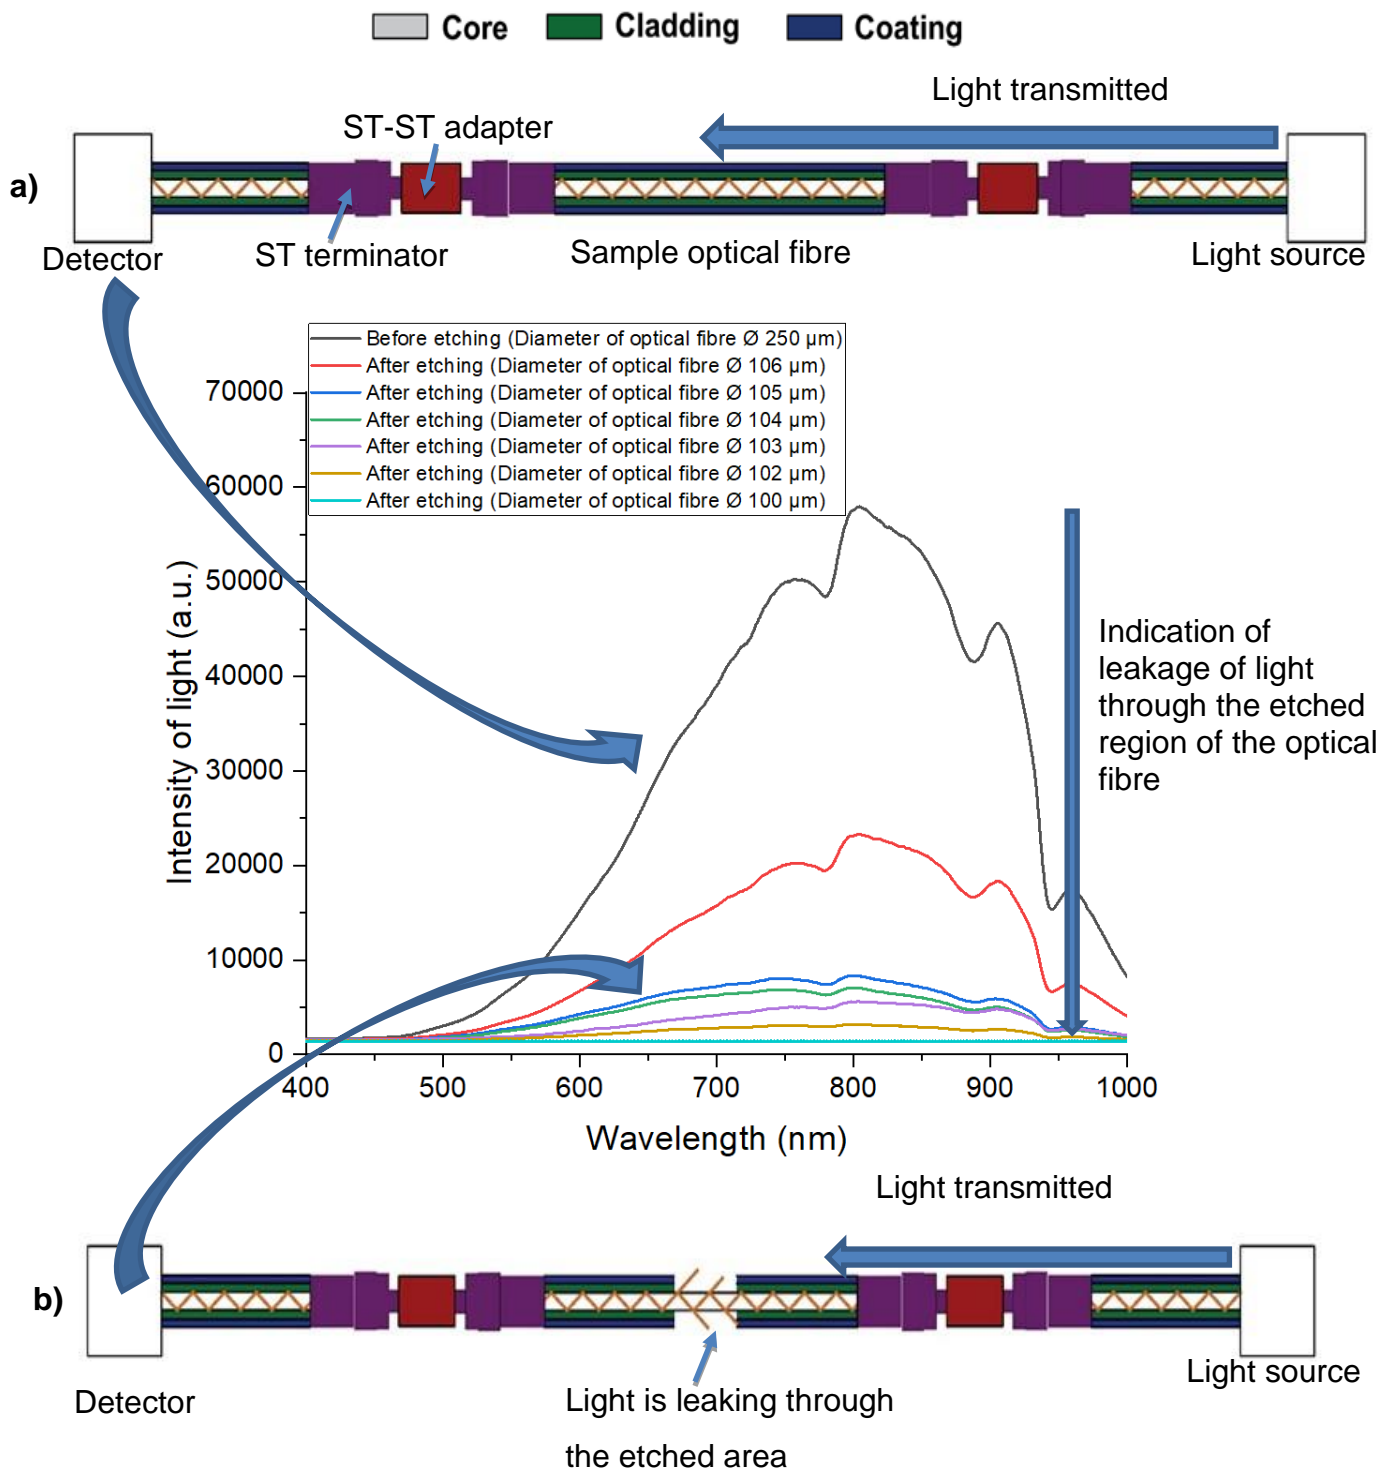 Core Cladding Coating
Light transmitted
ST-ST adapter
a)
Detector
ST terminator
Sample optical fibre
Light source
Before etching (Diameter of optical fibre Ø 250 µm)
After etching (Diameter of optical fibre Ø 106 µm)
After etching (Diameter of optical fibre Ø 105 µm)
After etching (Diameter of optical fibre Ø 104 µm)
After etching (Diameter of optical fibre Ø 103 µm)
After etching (Diameter of optical fibre Ø 102 µm)
After etching (Diameter of optical fibre Ø 100 µm)
70000
60000
50000
40000
30000
20000
10000
0
Intensity of light (a.u.)
400 500 600 700 800 900 1000
Wavelength (nm)
Indication of
leakage of light
through the etched
region of the optical
fibre
Light transmitted
b)
Detector
Light is leaking through
the etched area
Light source